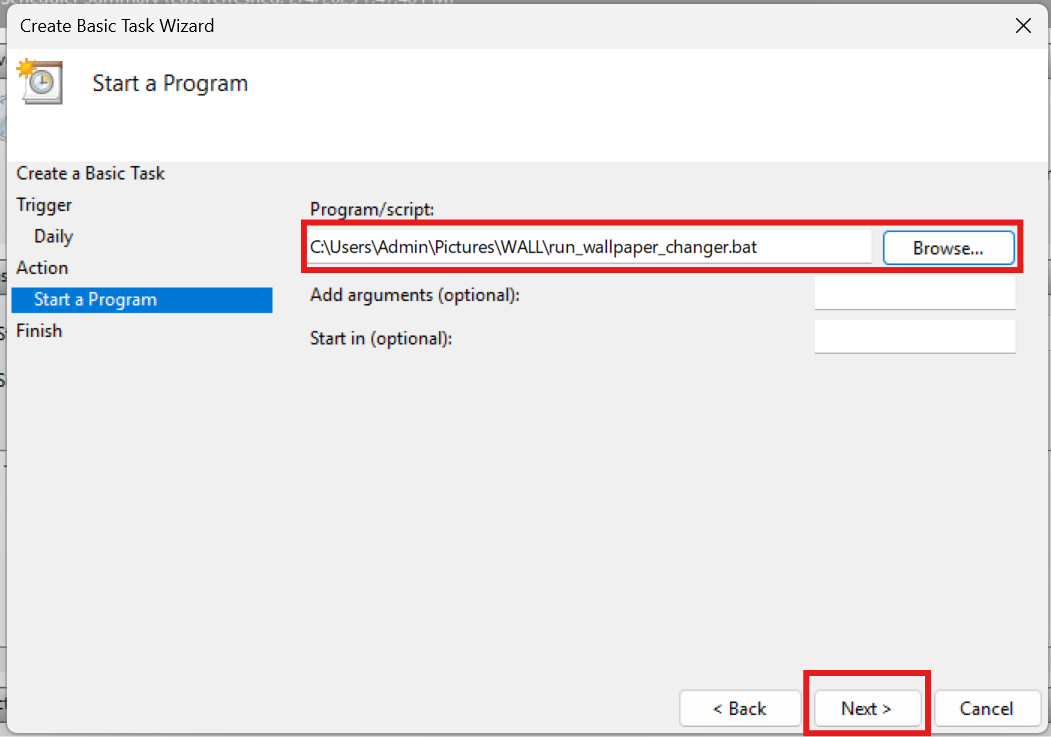 Create Basic Task Wizard
Start a Program
Create a Basic Task
Trigger
Daily
Action
Start a Program
Finish
Program/script:
C:\Users\Admin\Pictures\WALL\run_wallpaper_changer.bat
Browse...
Add arguments (optional):
Start in (optional):
< Back
Next >
Cancel